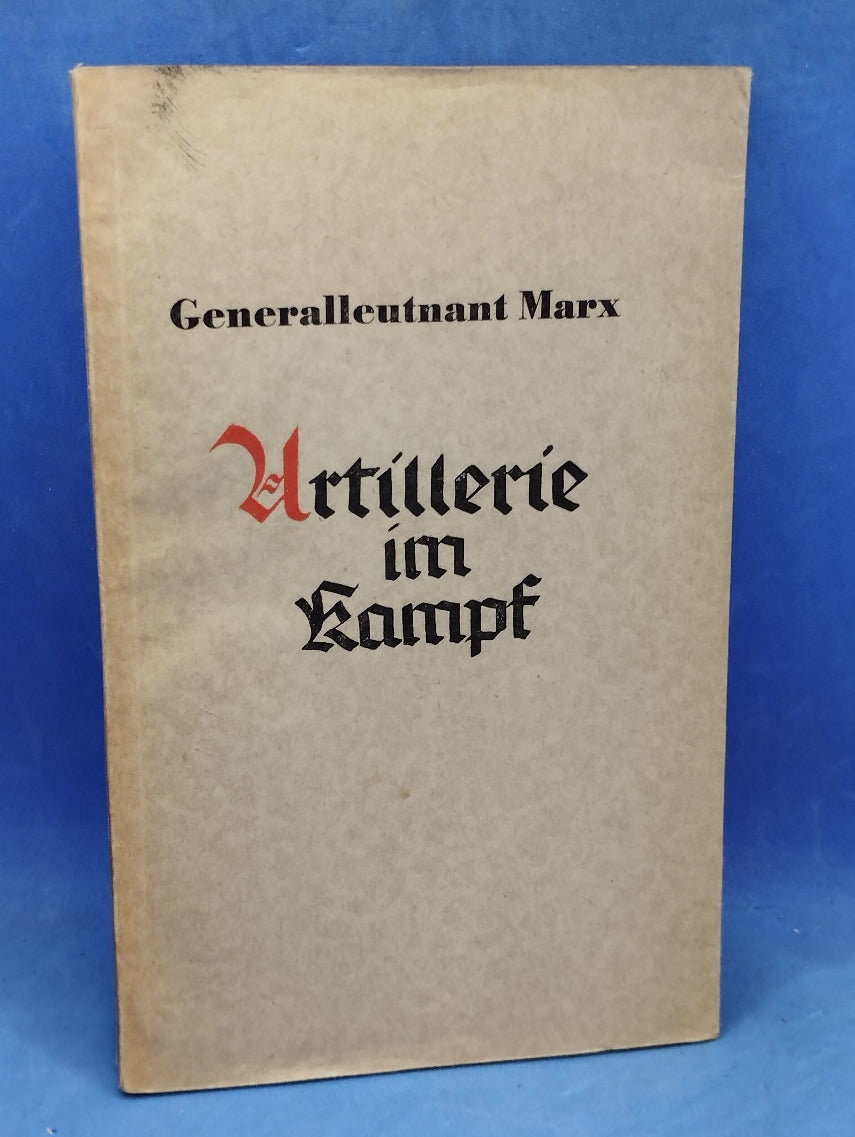 Generalleutnant Marx
Artillerie
im
Kampf